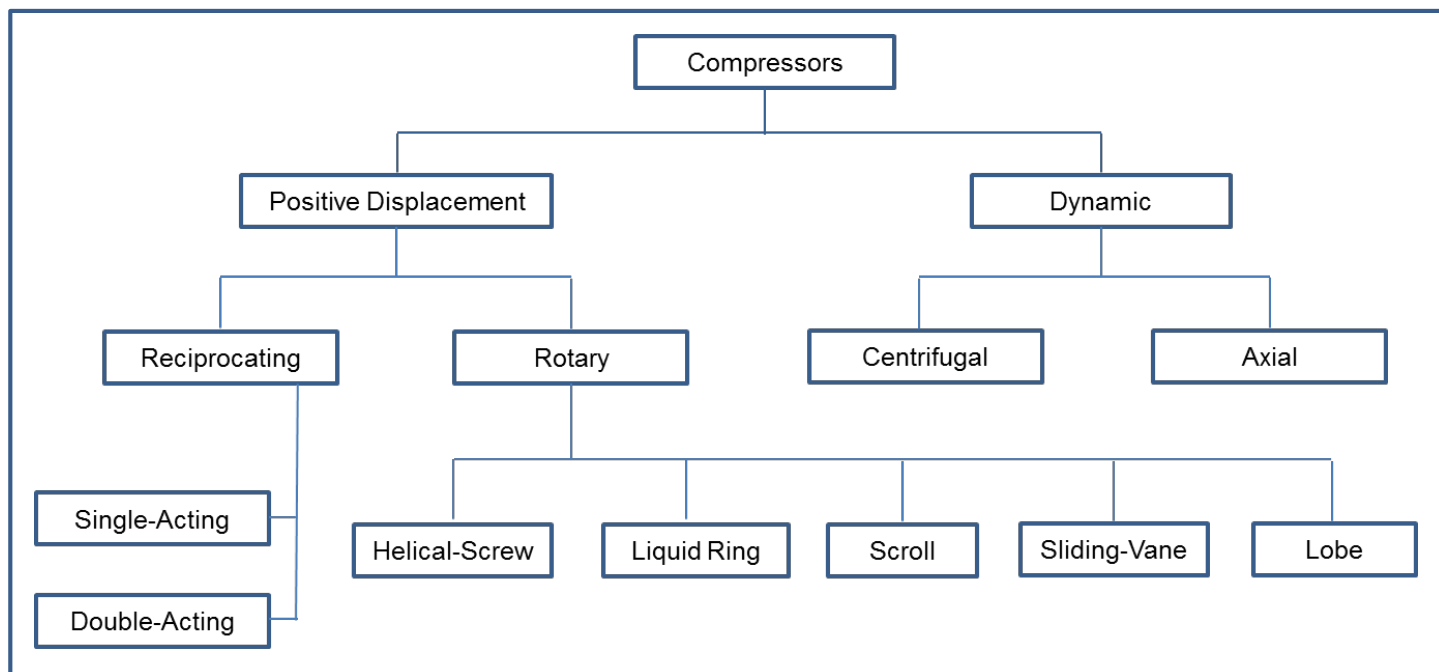 Compressors
Positive Displacement
Dynamic
Reciprocating
Rotary
Centrifugal
Axial
Single-Acting
Double-Acting
Helical-Screw
Liquid Ring
Scroll
Sliding-Vane
Lobe